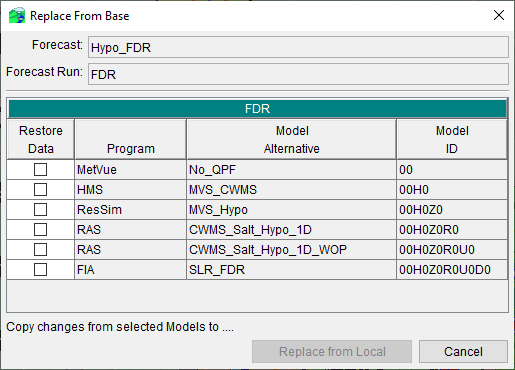 Replace From Base
Forecast: Hypo_FDR
Forecast Run: FDR
FDR
Restore Data Program Model Alternative Model ID
MetVue No_QPF 00
HMS MVS_CWMS 00H0
ResSim MVS_Hypo 00H0Z0
RAS CWMS_Salt_Hypo_1D 00H0Z0R0
RAS CWMS_Salt_Hypo_1D_WOP 00H0Z0R0U0
FIA SLR_FDR 00H0Z0R0U0D0
Copy changes from selected Models to ....
Replace from Local Cancel